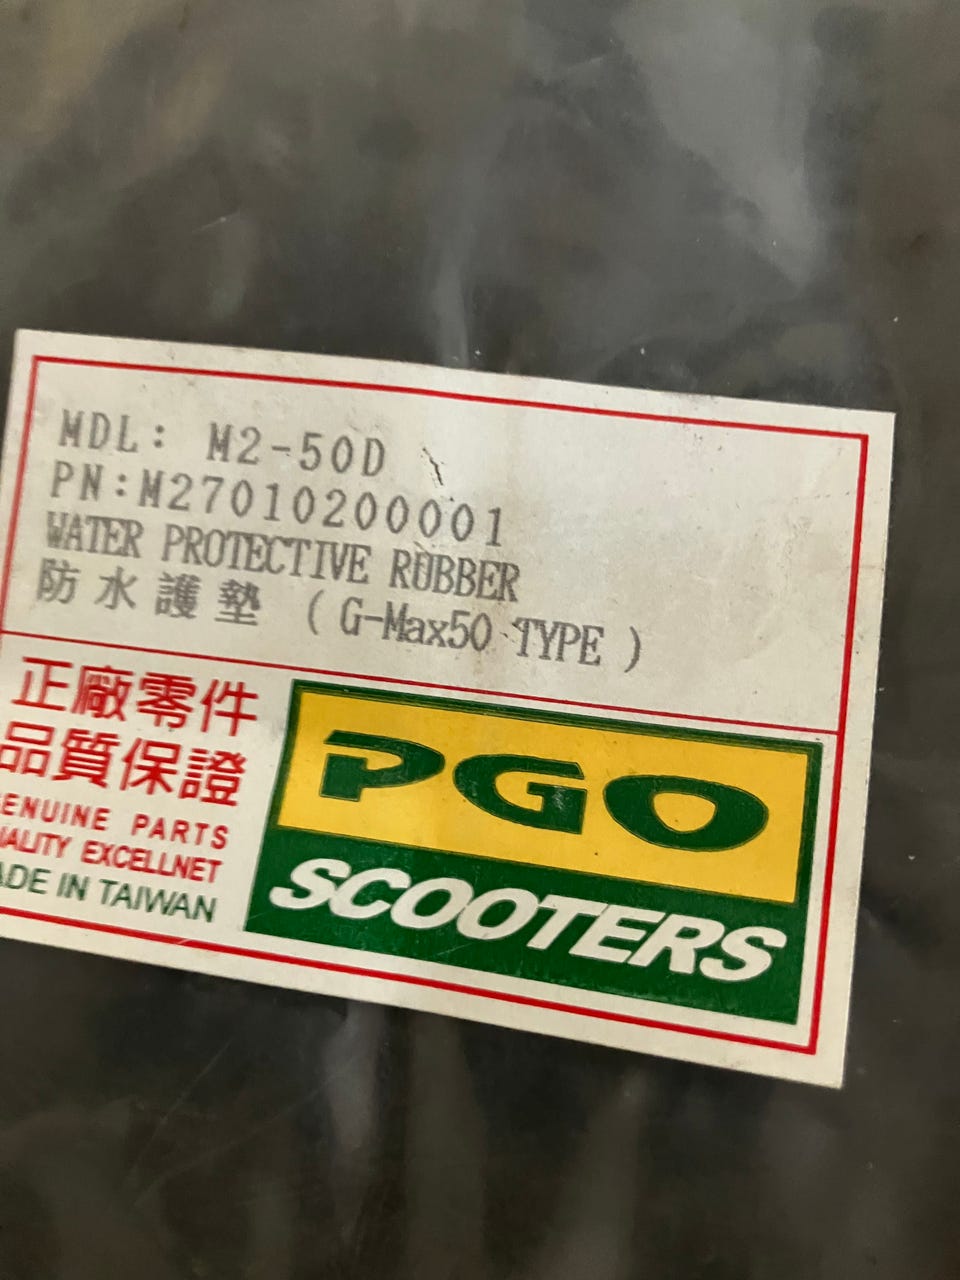 MDL: M2-50D
PN:M27010200001
WATER PROTECTIVE RUBBER
防水護墊 (G-Max50 TYPE)
正廠零件
品質保證
GENUINE PARTS
UALITY EXCELLNET
ADE IN TAIWAN
PGO
SCOOTERS